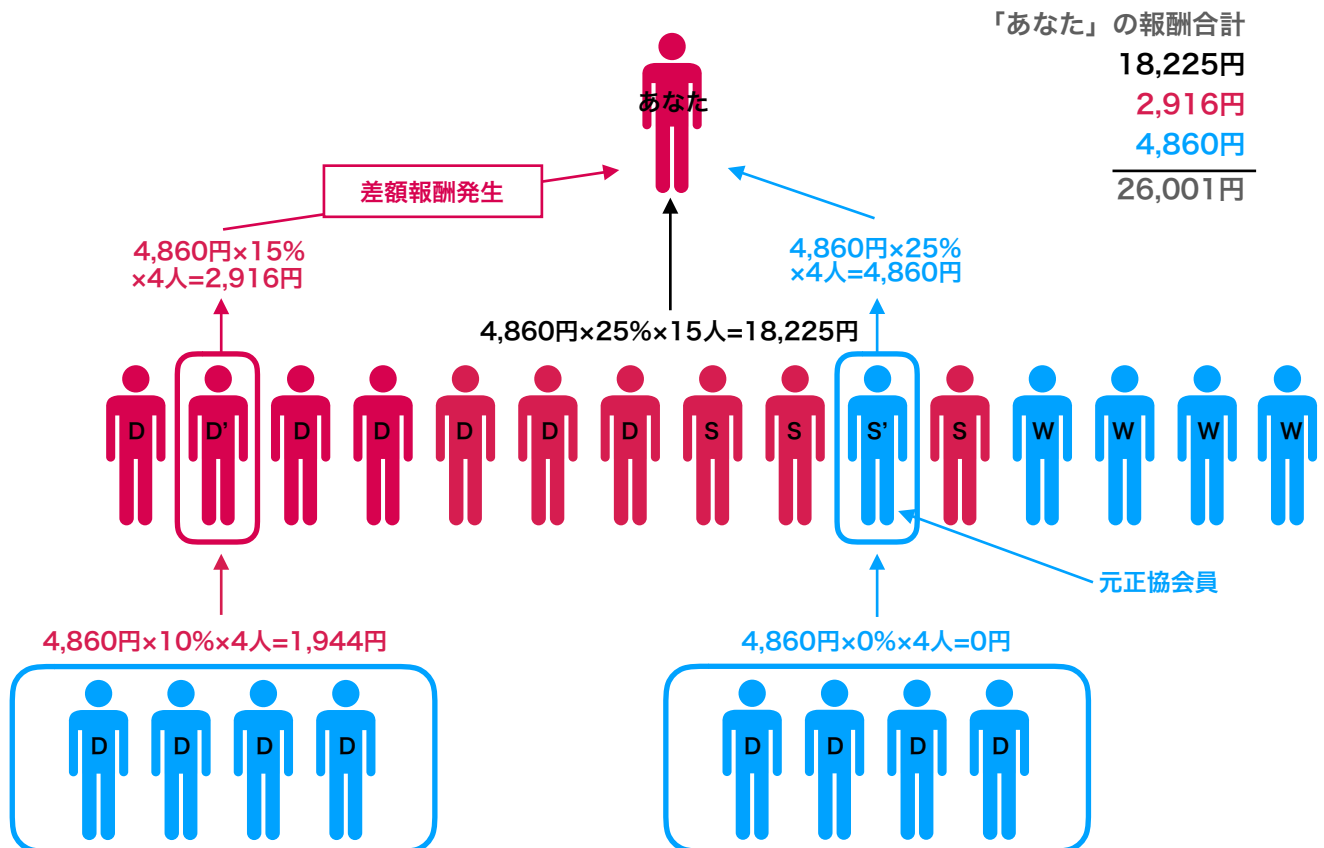 「あなた」の報酬合計
18,225円
2,916円
4,860円
26,001円
あなた
差額報酬発生
4,860円×15%
×4人=2,916円
4,860円×25%
×4人=4,860円
4,860円×25%×15人=18,225円
D D' D D D D D S S S' S W W W W
元正協会員
4,860円×10%×4人=1,944円
4,860円×0%×4人=0円
D D D D
D D D D